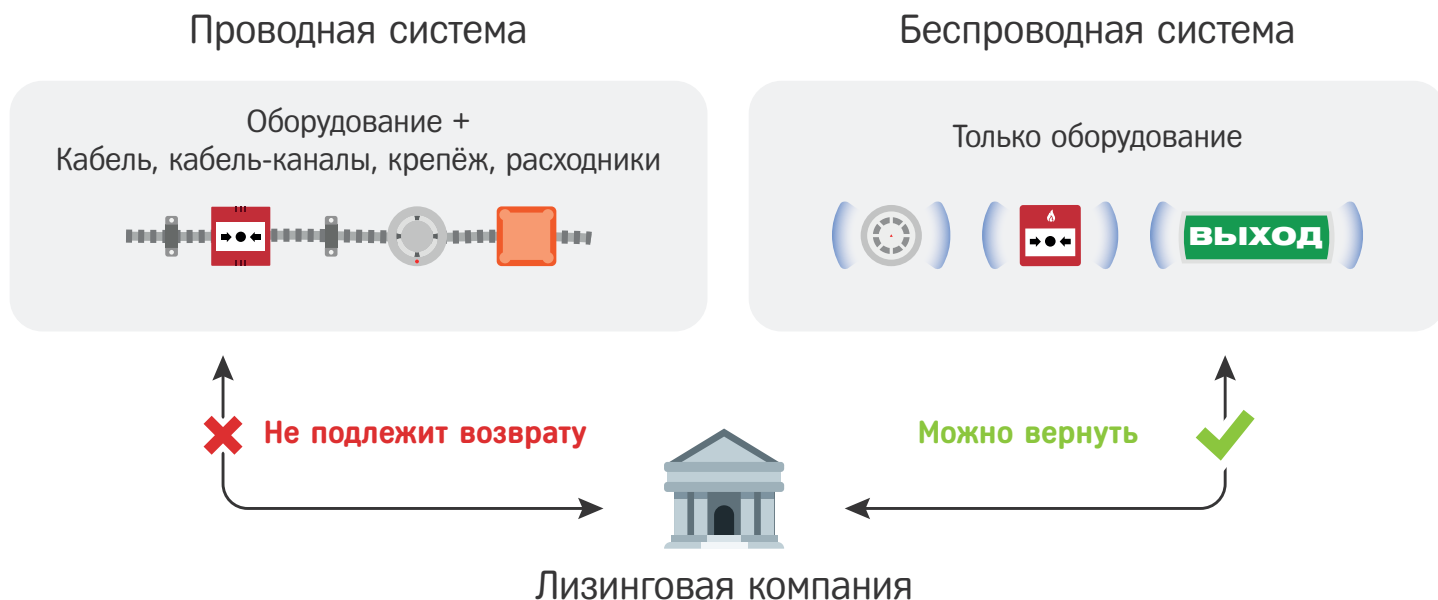 Проводная система
Беспроводная система
Оборудование +
Кабель, кабель-каналы, крепёж, расходники
Только оборудование
ВЫХОД
Не подлежит возврату
Можно вернуть
Лизинговая компания